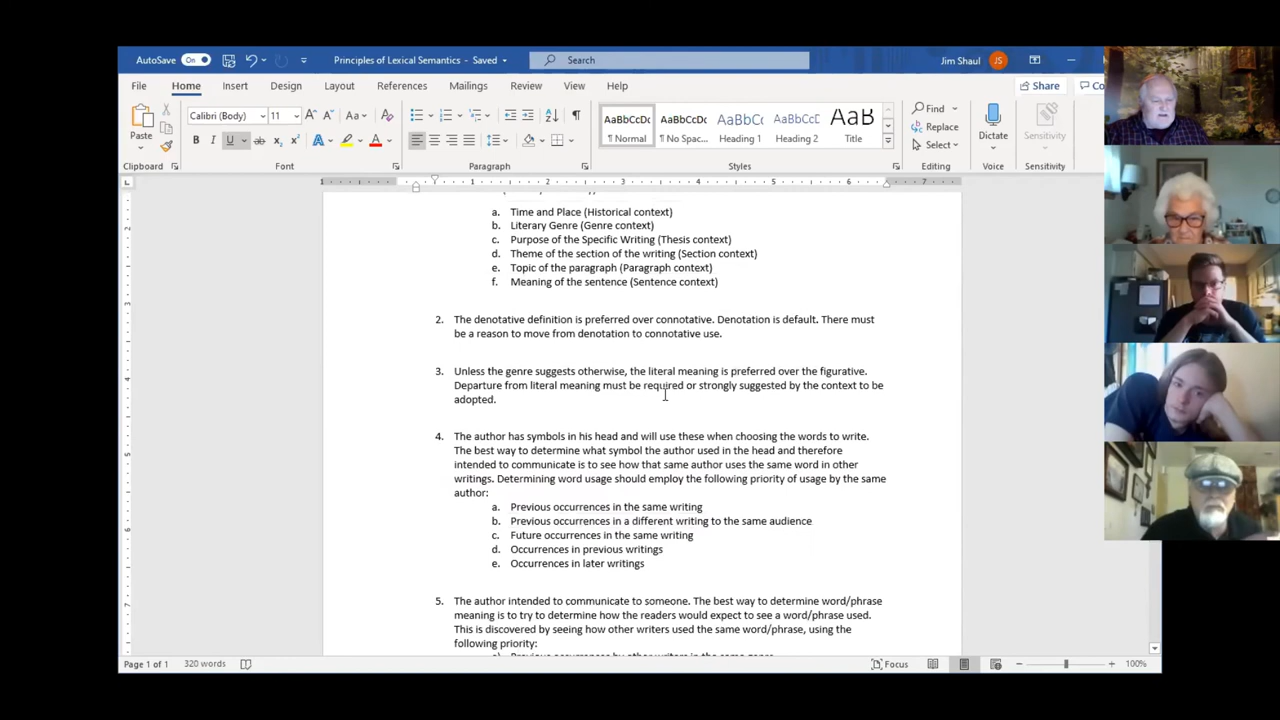 AutoSave On Principles of Lexical Semantics - Saved Search Jim Shaul JS
File Home Insert Design Layout References Mailings Review View Help Share Co
Calibri (Body) 11 Find
Paste Replace
Select
AaBbCcDc AaBbCcDc AaBbC AaBbCcD AaB
¶ Normal ¶ No Spac... Heading 1 Heading 2 Title
Dictate Sensitivity
Clipboard Font Paragraph Styles Editing Voice Sensitivity
1 1 2 3 4 5 6 7
a. Time and Place (Historical context)
b. Literary Genre (Genre context)
c. Purpose of the Specific Writing (Thesis context)
d. Theme of the section of the writing (Section context)
e. Topic of the paragraph (Paragraph context)
f. Meaning of the sentence (Sentence context)
2. The denotative definition is preferred over connotative. Denotation is default. There must
be a reason to move from denotation to connotative use.
3. Unless the genre suggests otherwise, the literal meaning is preferred over the figurative.
Departure from literal meaning must be required or strongly suggested by the context to be
adopted.
4. The author has symbols in his head and will use these when choosing the words to write.
The best way to determine what symbol the author used in the head and therefore
intended to communicate is to see how that same author uses the same word in other
writings. Determining word usage should employ the following priority of usage by the same
author:
a. Previous occurrences in the same writing
b. Previous occurrences in a different writing to the same audience
c. Future occurrences in the same writing
d. Occurrences in previous writings
e. Occurrences in later writings
5. The author intended to communicate to someone. The best way to determine word/phrase
meaning is to try to determine how the readers would expect to see a word/phrase used.
This is discovered by seeing how other writers used the same word/phrase, using the
following priority:
Page 1 of 1 320 words Focus 100%